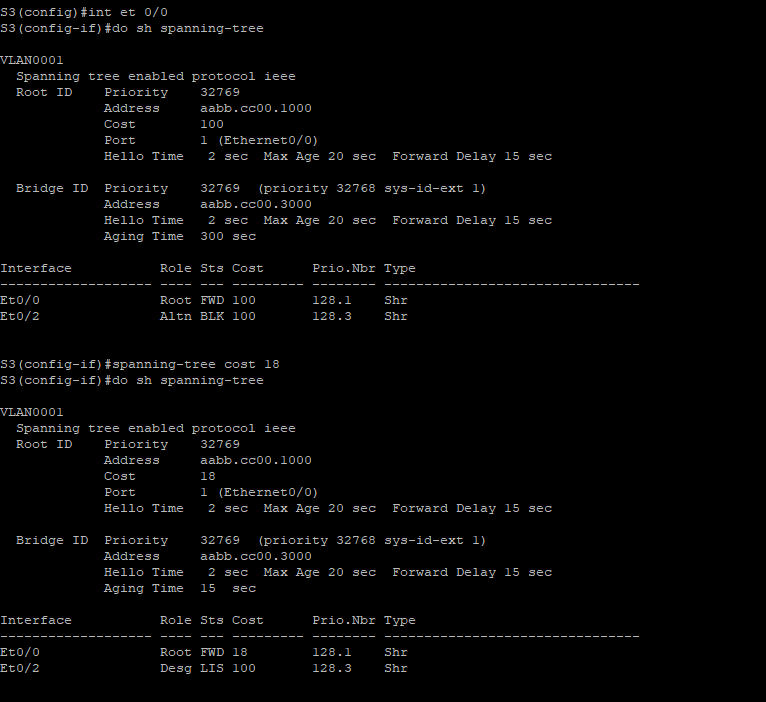 S3(config)#int et 0/0
S3(config-if)#do sh spanning-tree
VLAN0001
  Spanning tree enabled protocol ieee
  Root ID    Priority    32769
             Address     aabb.cc00.1000
             Cost        100
             Port        1 (Ethernet0/0)
             Hello Time   2 sec  Max Age 20 sec  Forward Delay 15 sec
  Bridge ID  Priority    32769  (priority 32768 sys-id-ext 1)
             Address     aabb.cc00.3000
             Hello Time   2 sec  Max Age 20 sec  Forward Delay 15 sec
             Aging Time  300 sec
Interface           Role Sts Cost      Prio.Nbr Type
------------------- ---- --- --------- -------- --------------------------------
Et0/0               Root FWD 100       128.1    Shr
Et0/2               Altn BLK 100       128.3    Shr
S3(config-if)#spanning-tree cost 18
S3(config-if)#do sh spanning-tree
VLAN0001
  Spanning tree enabled protocol ieee
  Root ID    Priority    32769
             Address     aabb.cc00.1000
             Cost        18
             Port        1 (Ethernet0/0)
             Hello Time   2 sec  Max Age 20 sec  Forward Delay 15 sec
  Bridge ID  Priority    32769  (priority 32768 sys-id-ext 1)
             Address     aabb.cc00.3000
             Hello Time   2 sec  Max Age 20 sec  Forward Delay 15 sec
             Aging Time  15  sec
Interface           Role Sts Cost      Prio.Nbr Type
------------------- ---- --- --------- -------- --------------------------------
Et0/0               Root FWD 18        128.1    Shr
Et0/2               Desg LIS 100       128.3    Shr